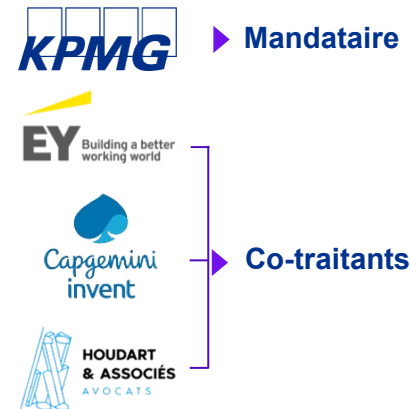 KPMG
Mandataire
EY Building a better
working world
Capgemini
invent
Co-traitants
HOUDART
& ASSOCIÉS
AVOCATS